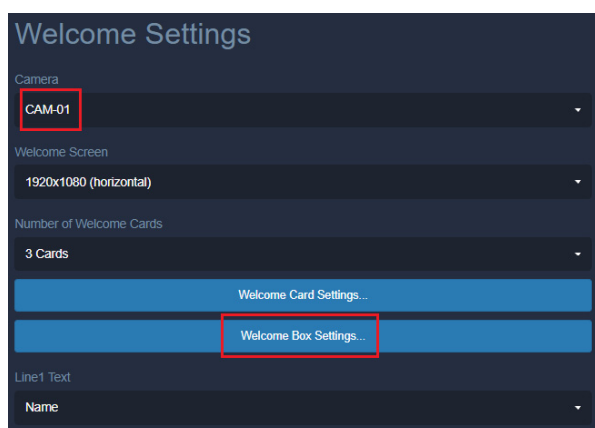 Welcome Settings
Camera
CAM-01
Welcome Screen
1920x1080 (horizontal)
Number of Welcome Cards
3 Cards
Welcome Card Settings...
Welcome Box Settings...
Line1 Text
Name